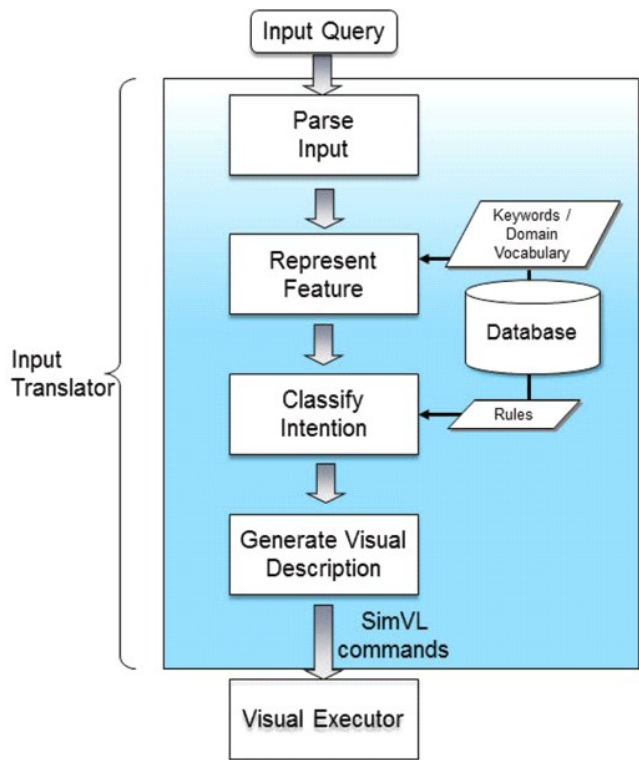 Input Query
Parse
Input
Keywords /
Domain
Vocabulary
Represent
Feature
Database
Input
Translator
Classify
Intention
Rules
Generate Visual
Description
SimVL
commands
Visual Executor